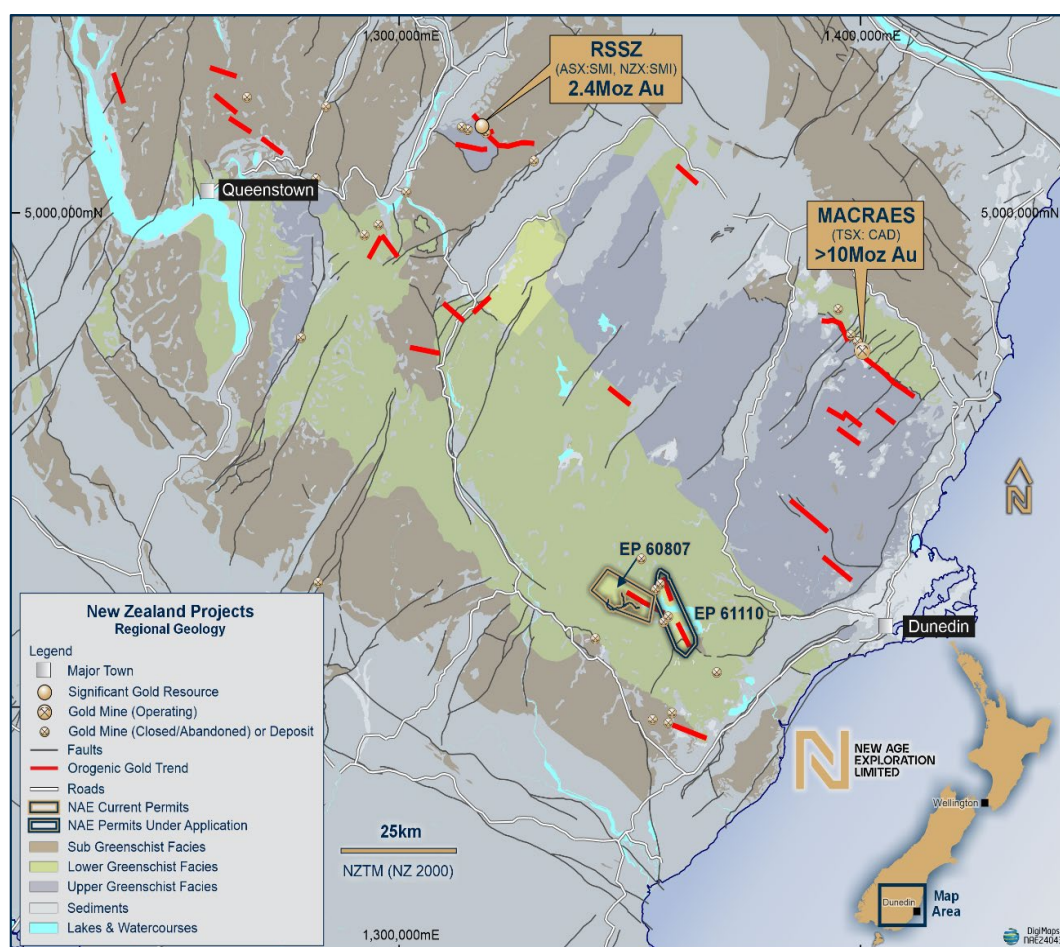 1,300,000mE
1,400,000mE
RSSZ
(ASX:SMI, NZX:SMI)
2.4Moz Au
Queenstown
5,000,000mN
5,000,000mN
MACRAES
(TSX: CAD)
>10Moz Au
N
EP 60807
EP 61110
Dunedin
New Zealand Projects
Regional Geology
Legend
Major Town
Significant Gold Resource
Gold Mine (Operating)
Gold Mine (Closed/Abandoned) or Deposit
Faults
Orogenic Gold Trend
Roads
NAE Current Permits
NAE Permits Under Application
Sub Greenschist Facies
Lower Greenschist Facies
Upper Greenschist Facies
Sediments
Lakes & Watercourses
25km
NZTM (NZ 2000)
1,300,000mE
NEW AGE
EXPLORATION
LIMITED
Wellington
Dunedin
Map
Area
DigiMaps
NAE2404